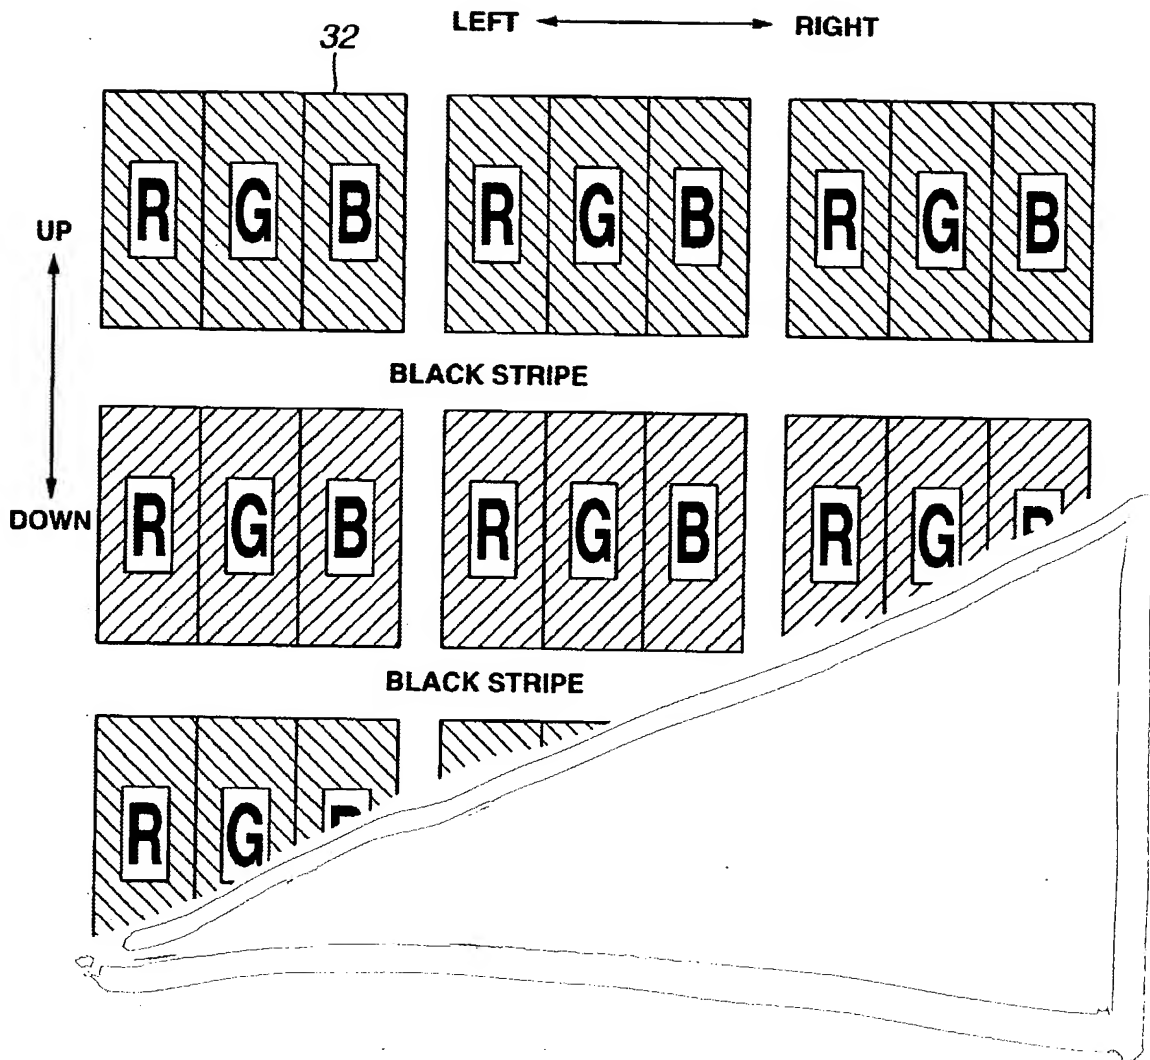 LEFT RIGHT
32
R G B R G B R G B
UP
BLACK STRIPE
R G B R G B R G
DOWN
BLACK STRIPE
R G